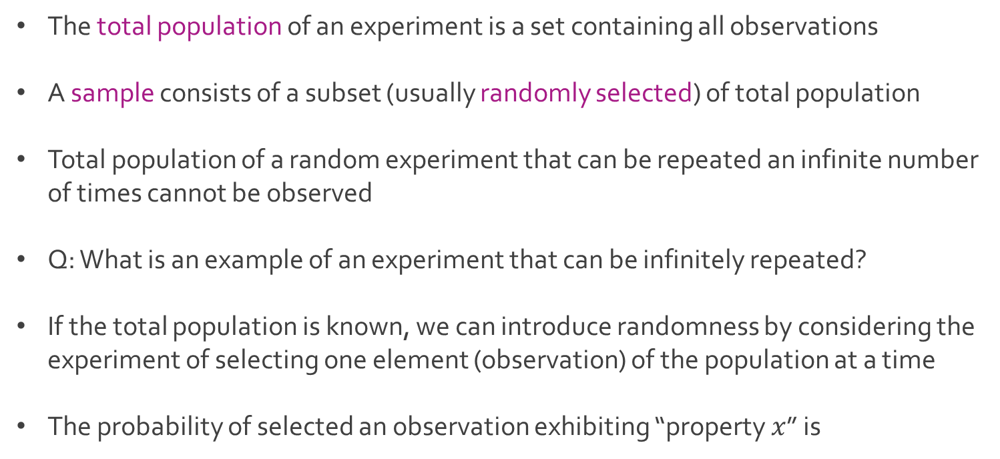 • The total population of an experiment is a set containing all observations
• A sample consists of a subset (usually randomly selected) of total population
• Total population of a random experiment that can be repeated an infinite number
of times cannot be observed
• Q: What is an example of an experiment that can be infinitely repeated?
• If the total population is known, we can introduce randomness by considering the
experiment of selecting one element (observation) of the population at a time
• The probability of selected an observation exhibiting “property x” is